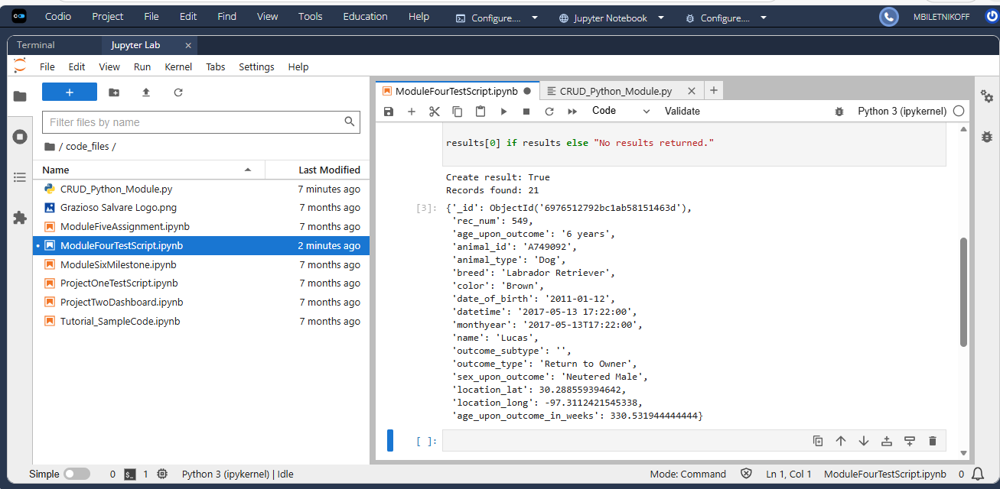 Codio Project File Edit Find View Tools Education Help Configure.... Jupyter Notebook Configure.... MBILETNIKOFF
Terminal Jupyter Lab
File Edit View Run Kernel Tabs Settings Help
ModuleFourTestScript.ipynb CRUD_Python_Module.py
Code Validate Python 3 (ipykernel)
Filter files by name
/ code_files /
Name Last Modified
CRUD_Python_Module.py 7 minutes ago
Grazioso Salvare Logo.png 7 months ago
ModuleFiveAssignment.ipynb 7 months ago
ModuleFourTestScript.ipynb 2 minutes ago
ModuleSixMilestone.ipynb 7 months ago
ProjectOneTestScript.ipynb 7 months ago
ProjectTwoDashboard.ipynb 7 months ago
Tutorial_SampleCode.ipynb 7 months ago
results[0] if results else "No results returned."
Create result: True
Records found: 21
[3]: {'_id': ObjectId('6976512792bc1ab58151463d'),
'rec_num': 549,
'age_upon_outcome': '6 years',
'animal_id': 'A749092',
'animal_type': 'Dog',
'breed': 'Labrador Retriever',
'color': 'Brown',
'date_of_birth': '2011-01-12',
'datetime': '2017-05-13 17:22:00',
'monthyear': '2017-05-13T17:22:00',
'name': 'Lucas',
'outcome_subtype': '',
'outcome_type': 'Return to Owner',
'sex_upon_outcome': 'Neutered Male',
'location_lat': 30.288559394642,
'location_long': -97.3112421545338,
'age_upon_outcome_in_weeks': 330.531944444444}
[ ]:
Simple 0 $_ 1 Python 3 (ipykernel) | Idle Mode: Command Ln 1, Col 1 ModuleFourTestScript.ipynb 0